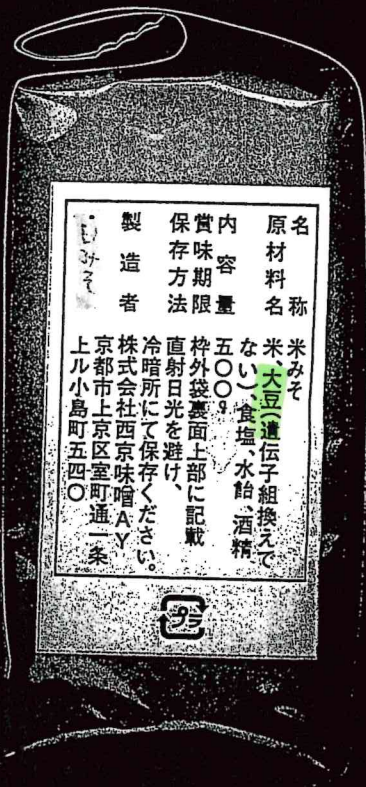 名称 米みそ
原材料名 米、大豆(遺伝子組換えで
ない)、食塩、水飴、酒精
内容量 五〇〇g
賞味期限 枠外袋裏面上部に記載
保存方法 直射日光を避け、
冷暗所にて保存ください。
製造者 株式会社西京味噌AY
京都市上京区室町通一条
上ル小島町五四〇
プラ